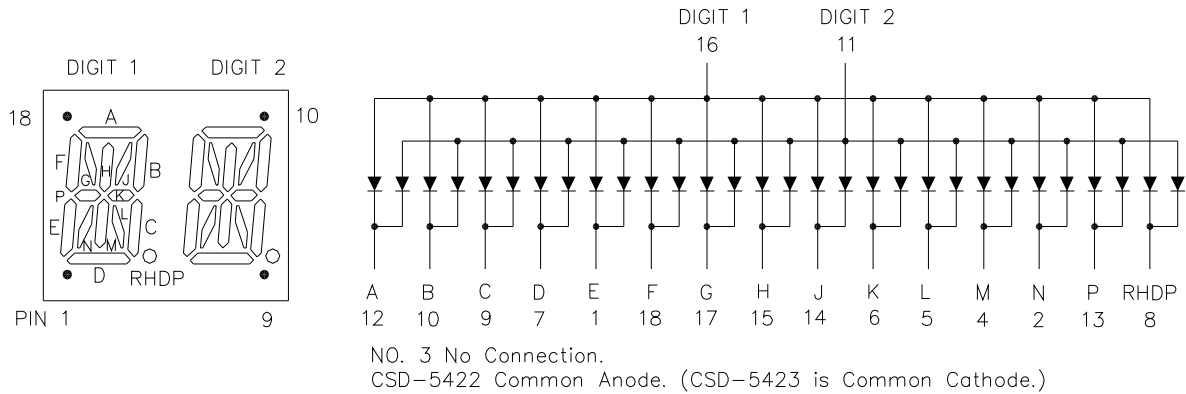 DIGIT 1 DIGIT 2
16 11
DIGIT 1 DIGIT 2
18 10
A
F B
H
G J
P K
L
E C
N M
D RHDP
PIN 1 9
A B C D E F G H J K L M N P RHDP
12 10 9 7 1 18 17 15 14 6 5 4 2 13 8
NO. 3 No Connection.
CSD-5422 Common Anode. (CSD-5423 is Common Cathode.)